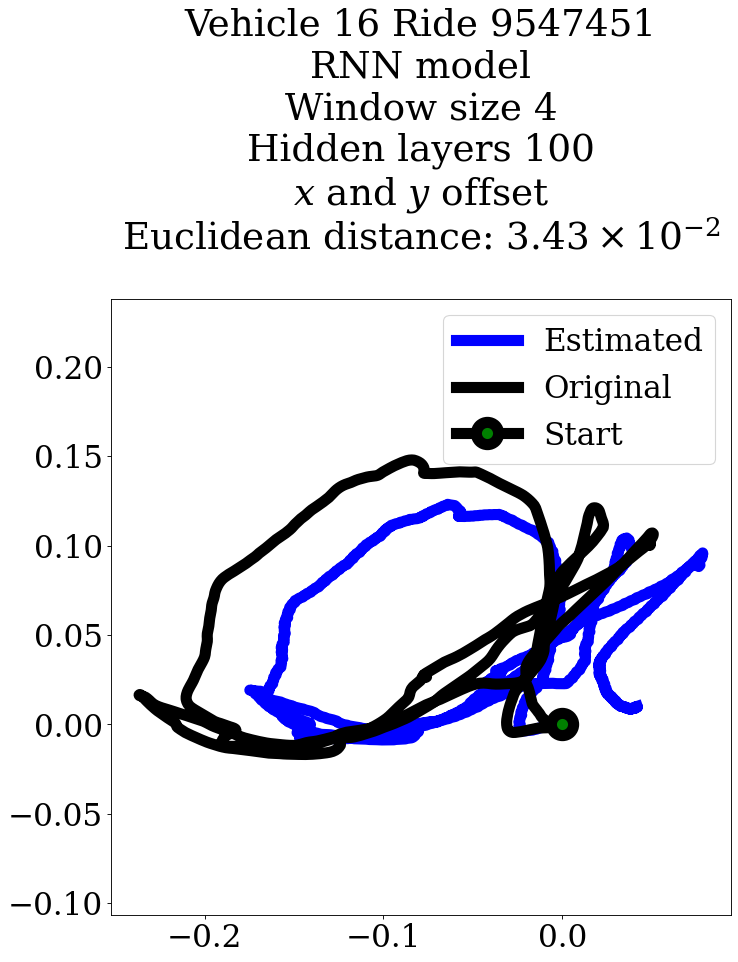 Vehicle 16 Ride 9547451
RNN model
Window size 4
Hidden layers 100
x and y offset
Euclidean distance: 3.43 × 10⁻²
Estimated
Original
Start
0.20
0.15
0.10
0.05
0.00
−0.05
−0.10
−0.2 −0.1 0.0